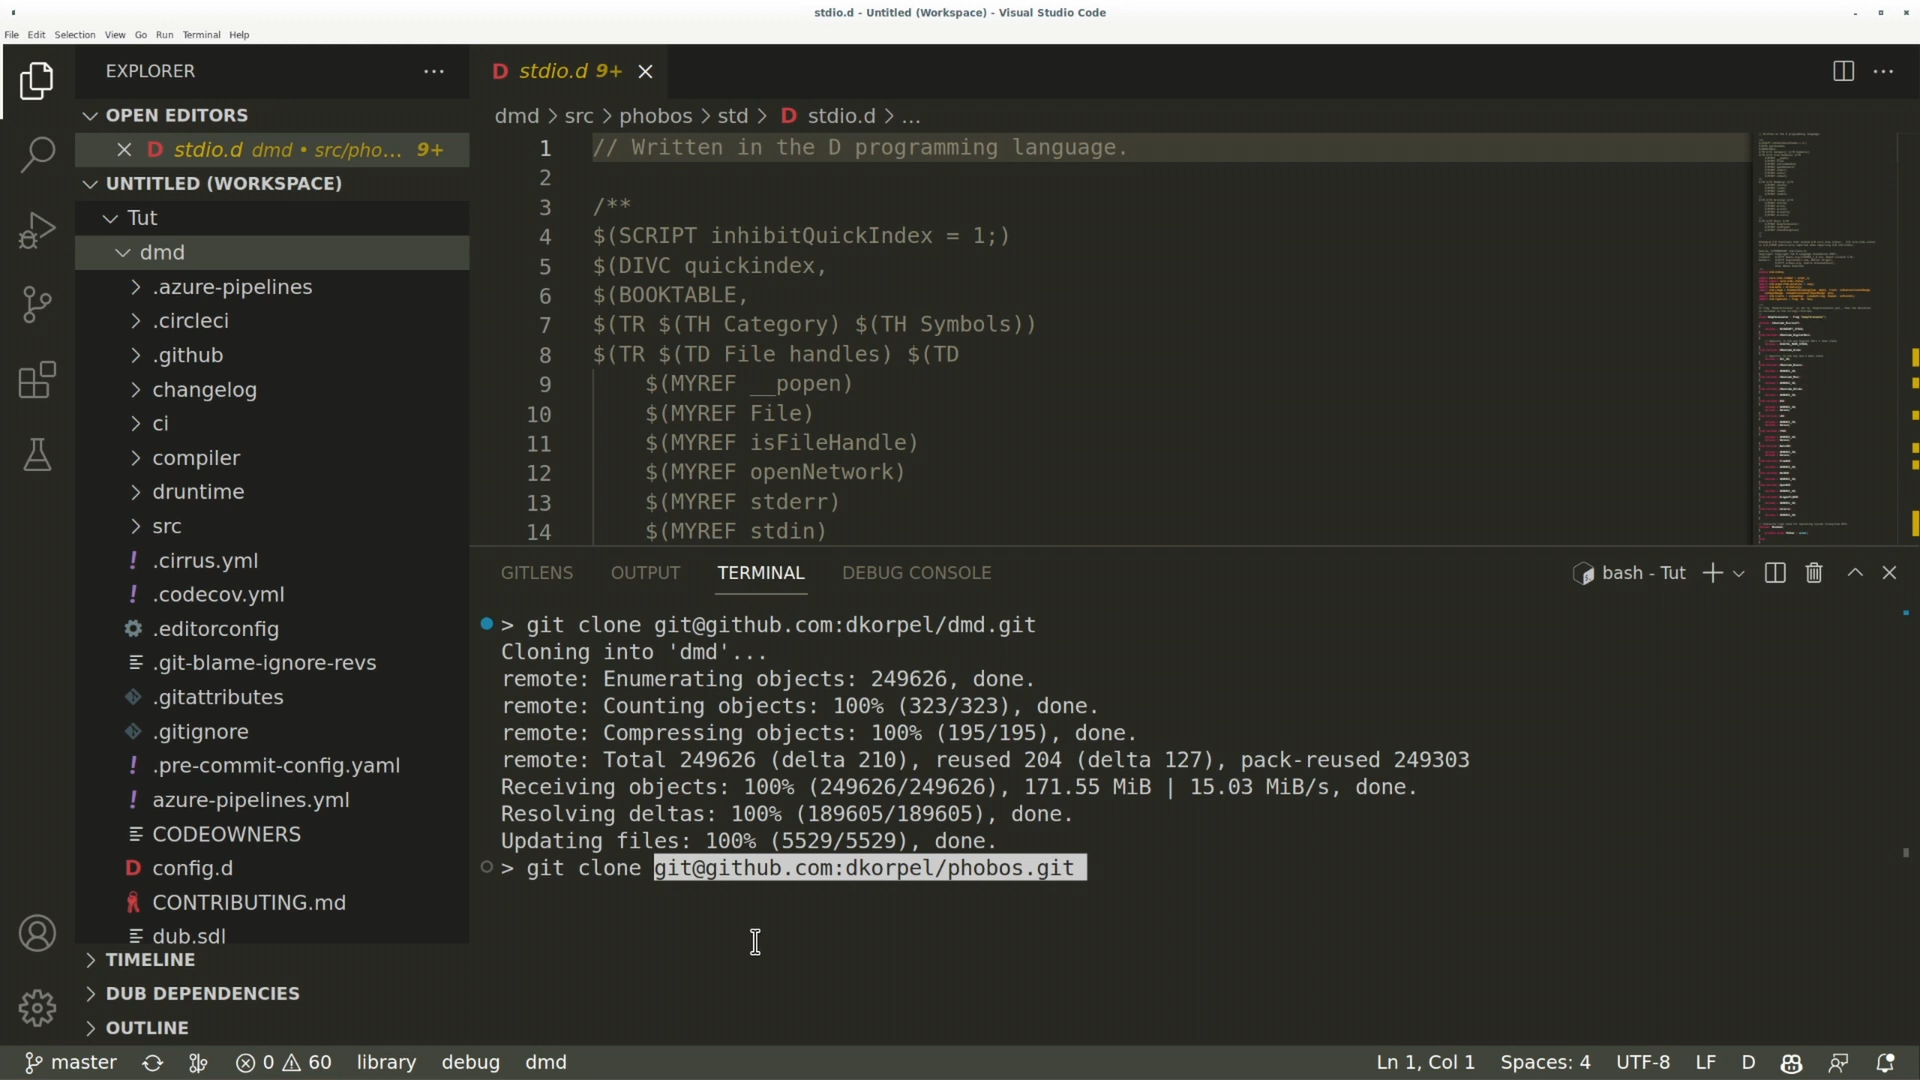 stdio.d - Untitled (Workspace) - Visual Studio Code
File Edit Selection View Go Run Terminal Help
EXPLORER
OPEN EDITORS
D stdio.d dmd • src/pho... 9+
UNTITLED (WORKSPACE)
Tut
dmd
.azure-pipelines
.circleci
.github
changelog
ci
compiler
druntime
src
! .cirrus.yml
! .codecov.yml
.editorconfig
.git-blame-ignore-revs
.gitattributes
.gitignore
! .pre-commit-config.yaml
! azure-pipelines.yml
CODEOWNERS
D config.d
CONTRIBUTING.md
dub.sdl
TIMELINE
DUB DEPENDENCIES
OUTLINE
D stdio.d 9+
dmd > src > phobos > std > D stdio.d > ...
1 // Written in the D programming language.
2
3 /**
4 $(SCRIPT inhibitQuickIndex = 1;)
5 $(DIVC quickindex,
6 $(BOOKTABLE,
7 $(TR $(TH Category) $(TH Symbols))
8 $(TR $(TD File handles) $(TD
9 $(MYREF __popen)
10 $(MYREF File)
11 $(MYREF isFileHandle)
12 $(MYREF openNetwork)
13 $(MYREF stderr)
14 $(MYREF stdin)
GITLENS OUTPUT TERMINAL DEBUG CONSOLE
bash - Tut
> git clone git@github.com:dkorpel/dmd.git
Cloning into 'dmd'...
remote: Enumerating objects: 249626, done.
remote: Counting objects: 100% (323/323), done.
remote: Compressing objects: 100% (195/195), done.
remote: Total 249626 (delta 210), reused 204 (delta 127), pack-reused 249303
Receiving objects: 100% (249626/249626), 171.55 MiB | 15.03 MiB/s, done.
Resolving deltas: 100% (189605/189605), done.
Updating files: 100% (5529/5529), done.
> git clone git@github.com:dkorpel/phobos.git
master 0 60 library debug dmd
Ln 1, Col 1 Spaces: 4 UTF-8 LF D